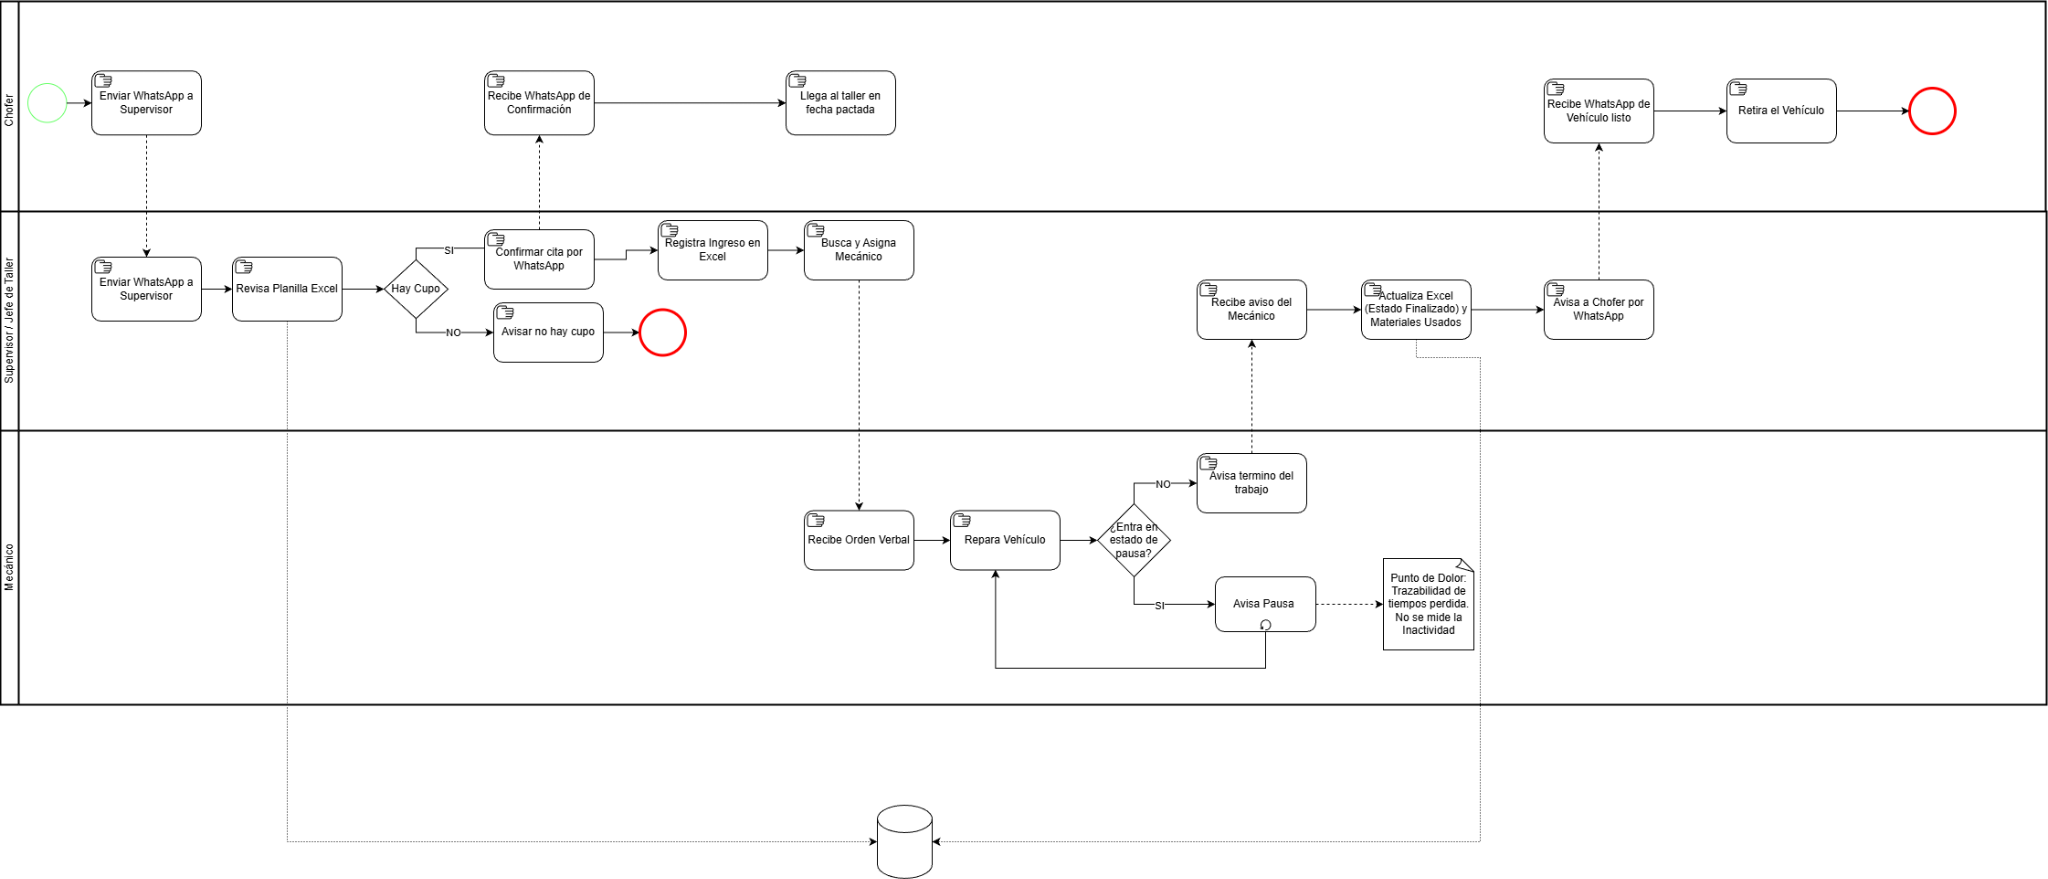 Chofer
Enviar WhatsApp a
Supervisor
Recibe WhatsApp de
Confirmación
Llega al taller en
fecha pactada
Recibe WhatsApp de
Vehículo listo
Retira el Vehículo
Supervisor / Jefe de Taller
Enviar WhatsApp a
Supervisor
Revisa Planilla Excel
Hay Cupo
SI
NO
Confirmar cita por
WhatsApp
Avisar no hay cupo
Registra Ingreso en
Excel
Busca y Asigna
Mecánico
Recibe aviso del
Mecánico
Actualiza Excel
(Estado Finalizado) y
Materiales Usados
Avisa a Chofer por
WhatsApp
Mecánico
Recibe Orden Verbal
Repara Vehículo
¿Entra en
estado de
pausa?
NO
SI
Avisa termino del
trabajo
Avisa Pausa
Punto de Dolor:
Trazabilidad de
tiempos perdida.
No se mide la
Inactividad